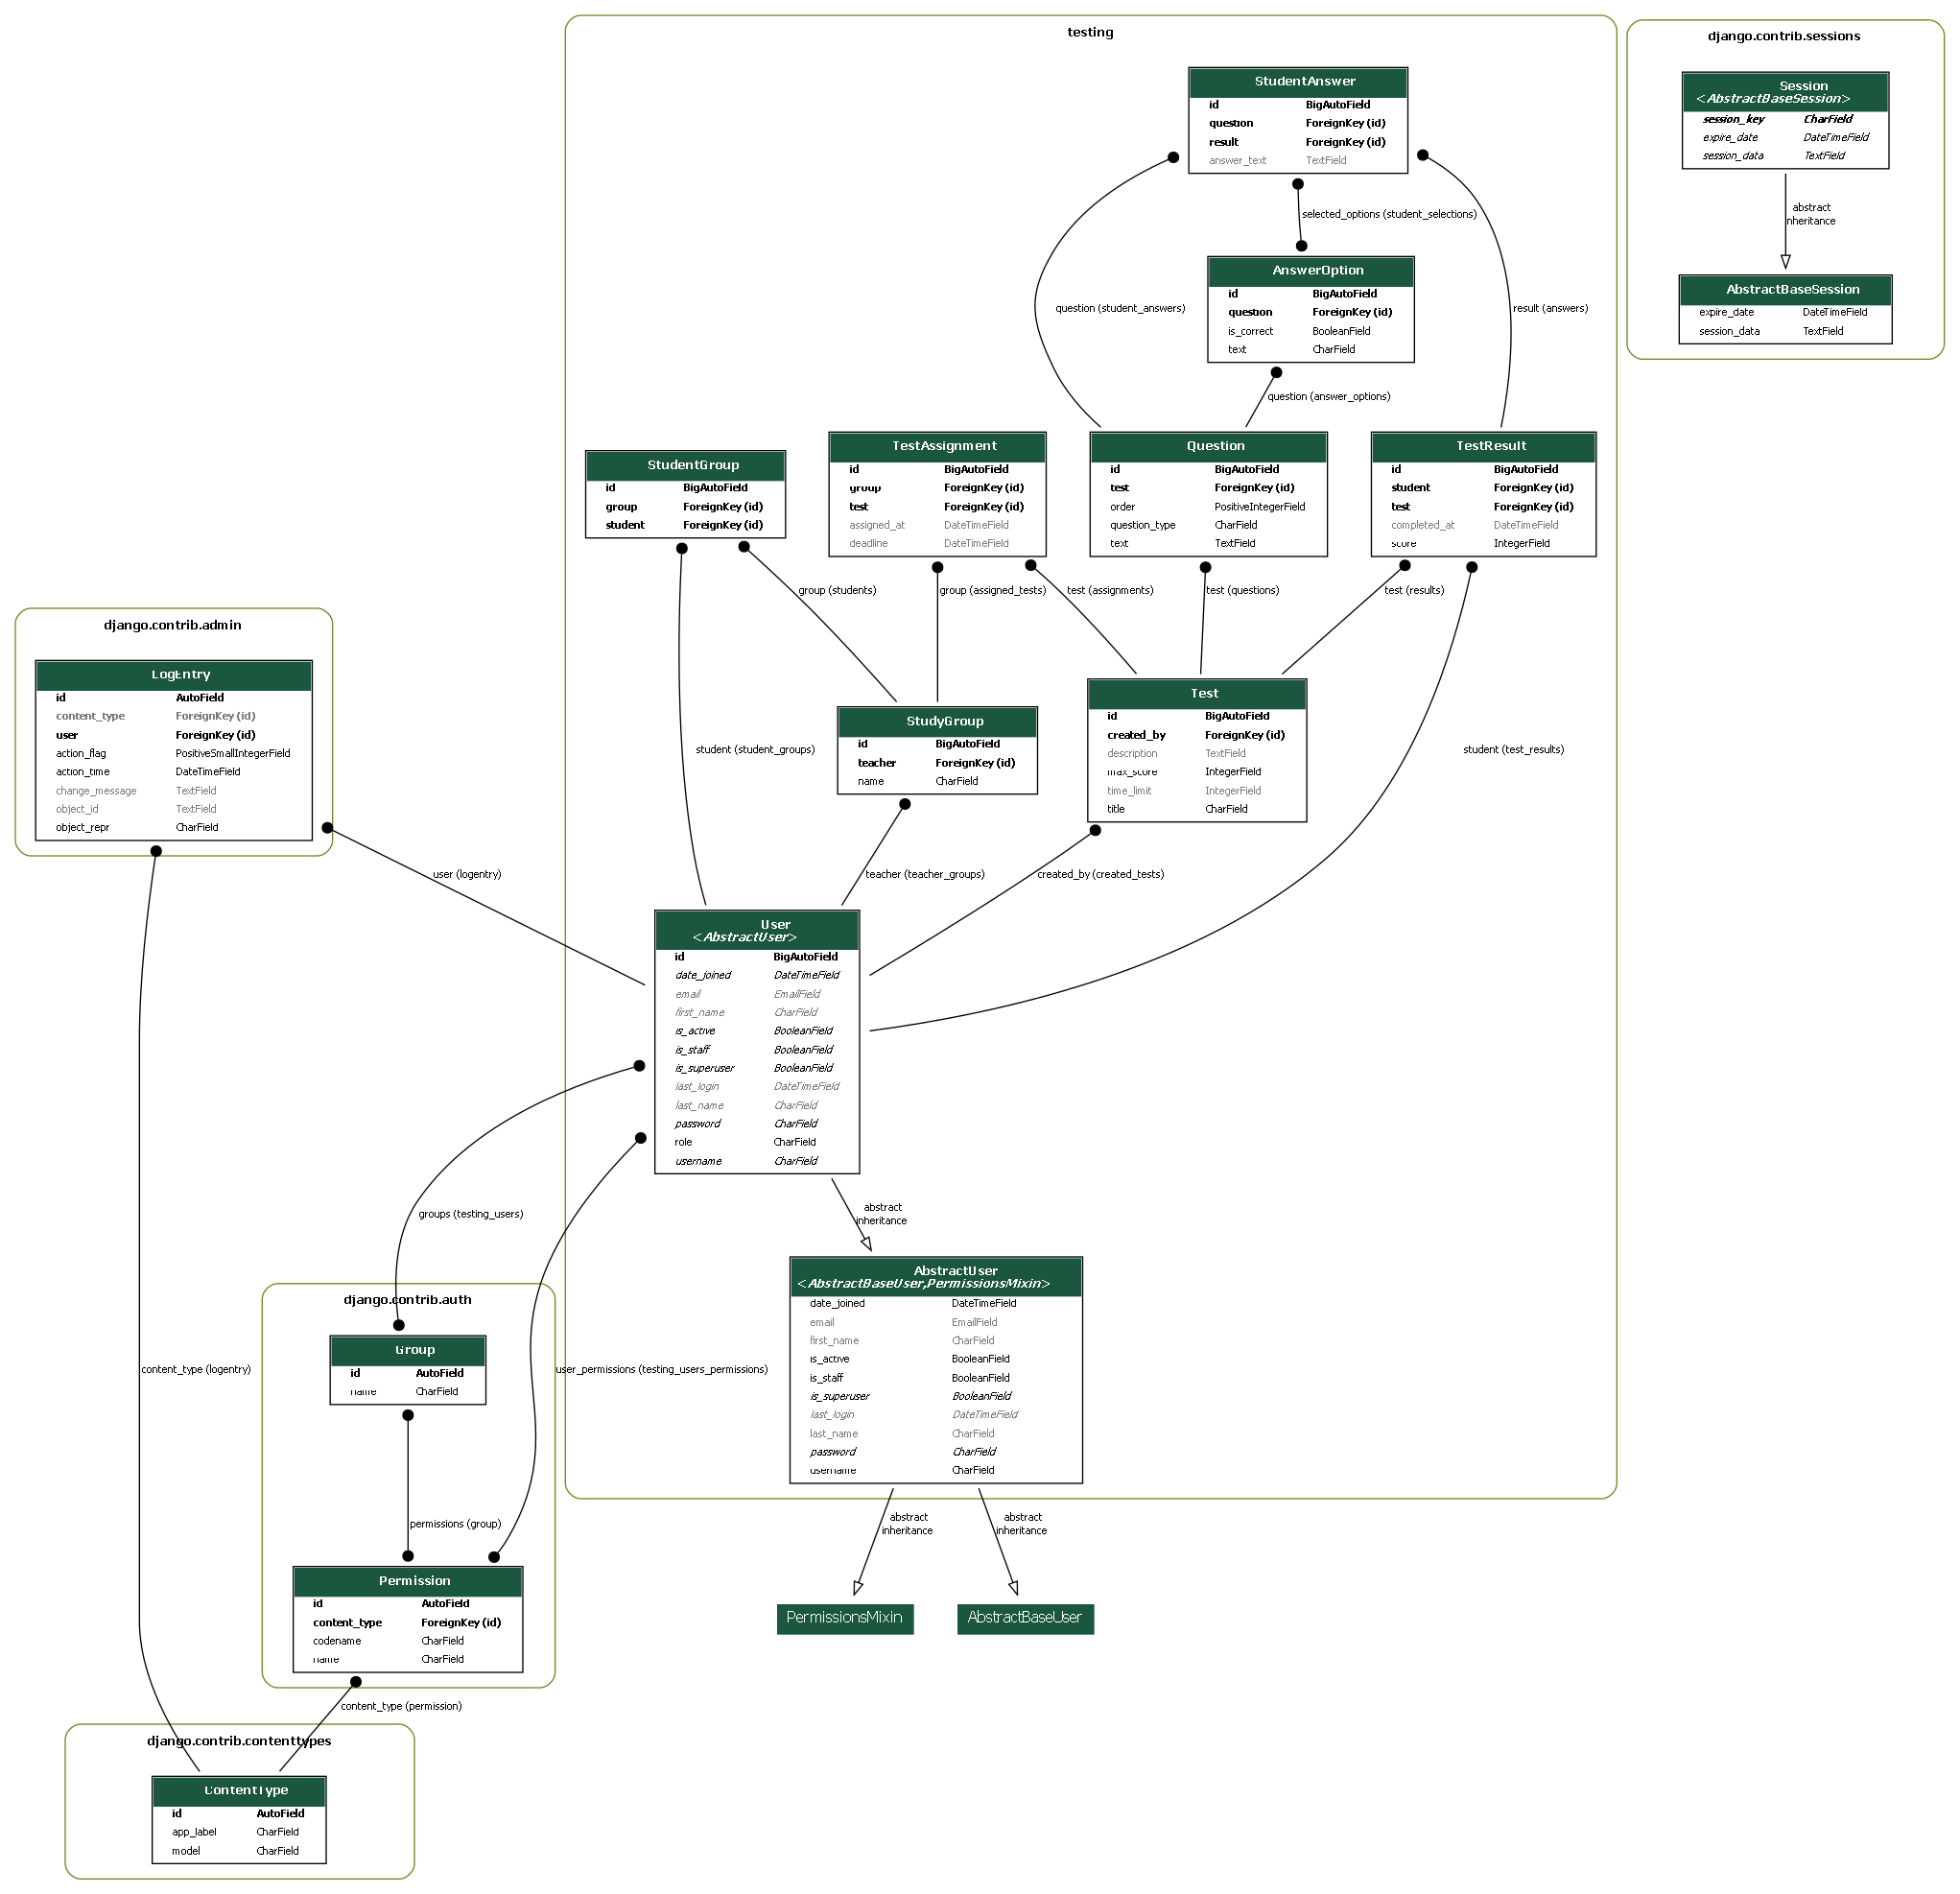 testing
StudentAnswer
id BigAutoField
question ForeignKey (id)
result ForeignKey (id)
answer_text TextField
selected_options (student_selections)
question (student_answers)
result (answers)
AnswerOption
id BigAutoField
question ForeignKey (id)
is_correct BooleanField
text CharField
question (answer_options)
StudentGroup
id BigAutoField
group ForeignKey (id)
student ForeignKey (id)
TestAssignment
id BigAutoField
group ForeignKey (id)
test ForeignKey (id)
assigned_at DateTimeField
deadline DateTimeField
Question
id BigAutoField
test ForeignKey (id)
order PositiveIntegerField
question_type CharField
text TextField
TestResult
id BigAutoField
student ForeignKey (id)
test ForeignKey (id)
completed_at DateTimeField
score IntegerField
group (students)
group (assigned_tests)
test (assignments)
test (questions)
test (results)
StudyGroup
id BigAutoField
teacher ForeignKey (id)
name CharField
Test
id BigAutoField
created_by ForeignKey (id)
description TextField
max_score IntegerField
time_limit IntegerField
title CharField
student (student_groups)
student (test_results)
teacher (teacher_groups)
created_by (created_tests)
User
<AbstractUser>
id BigAutoField
date_joined DateTimeField
email EmailField
first_name CharField
is_active BooleanField
is_staff BooleanField
is_superuser BooleanField
last_login DateTimeField
last_name CharField
password CharField
role CharField
username CharField
abstract
inheritance
AbstractUser
<AbstractBaseUser,PermissionsMixin>
date_joined DateTimeField
email EmailField
first_name CharField
is_active BooleanField
is_staff BooleanField
is_superuser BooleanField
last_login DateTimeField
last_name CharField
password CharField
username CharField
abstract
inheritance
abstract
inheritance
PermissionsMixin
AbstractBaseUser
django.contrib.sessions
Session
<AbstractBaseSession>
session_key CharField
expire_date DateTimeField
session_data TextField
abstract
inheritance
AbstractBaseSession
expire_date DateTimeField
session_data TextField
django.contrib.admin
LogEntry
id AutoField
content_type ForeignKey (id)
user ForeignKey (id)
action_flag PositiveSmallIntegerField
action_time DateTimeField
change_message TextField
object_id TextField
object_repr CharField
user (logentry)
content_type (logentry)
groups (testing_users)
user_permissions (testing_users_permissions)
django.contrib.auth
Group
id AutoField
name CharField
permissions (group)
Permission
id AutoField
content_type ForeignKey (id)
codename CharField
name CharField
content_type (permission)
django.contrib.contenttypes
ContentType
id AutoField
app_label CharField
model CharField